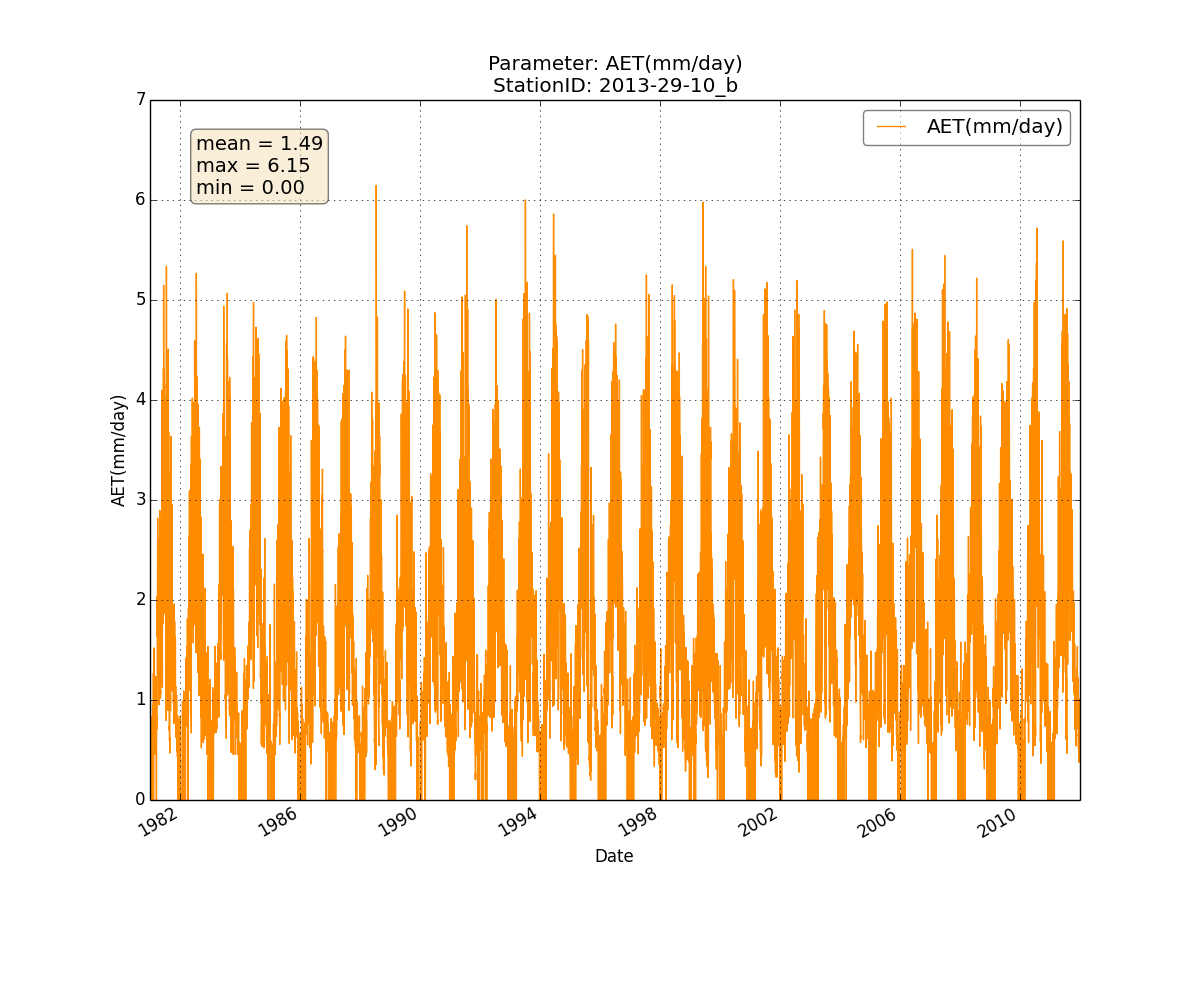 Parameter: AET(mm/day)
StationID: 2013-29-10_b
7
6
5
4
3
2
1
0
AET(mm/day)
mean = 1.49
max = 6.15
min = 0.00
AET(mm/day)
1982
1986
1990
1994
1998
2002
2006
2010
Date